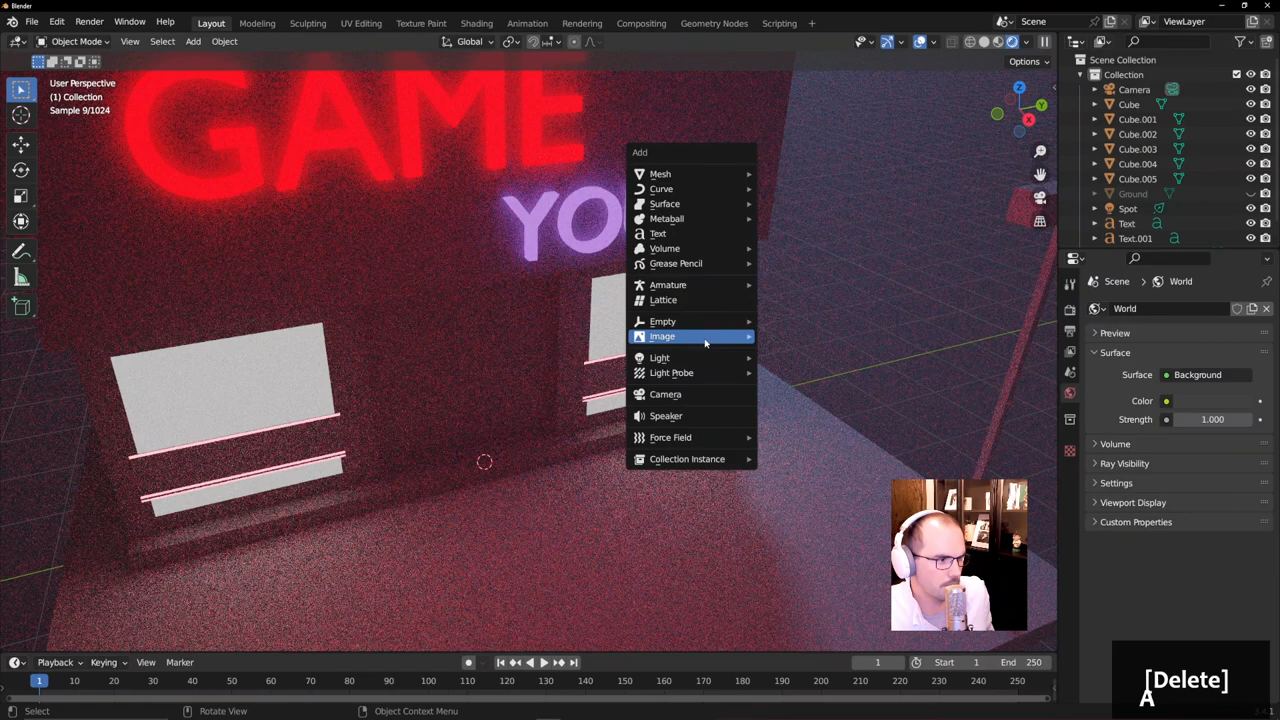 Blender
File Edit Render Window Help Layout Modeling Sculpting UV Editing Texture Paint Shading Animation Rendering Compositing Geometry Nodes Scripting + Scene ViewLayer
Object Mode View Select Add Object Global
Options
User Perspective
(1) Collection
Sample 9/1024
GAME
YO
X
Y
Z
Add
Mesh
Curve
Surface
Metaball
Text
Volume
Grease Pencil
Armature
Lattice
Empty
Image
Light
Light Probe
Camera
Speaker
Force Field
Collection Instance
Scene Collection
Collection
Camera
Cube
Cube.001
Cube.002
Cube.003
Cube.004
Cube.005
Ground
Spot
Text
Text.001
Scene > World
World
Preview
Surface
Surface Background
Color
Strength 1.000
Volume
Ray Visibility
Settings
Viewport Display
Custom Properties
Playback Keying View Marker 1 Start 1 End 250
1 10 20 30 40 50 60 70 80 90 100 110 120 130 140 150 160 170 180 190 200 210 220 230 240 250
Select Rotate View Object Context Menu
[Delete]
A